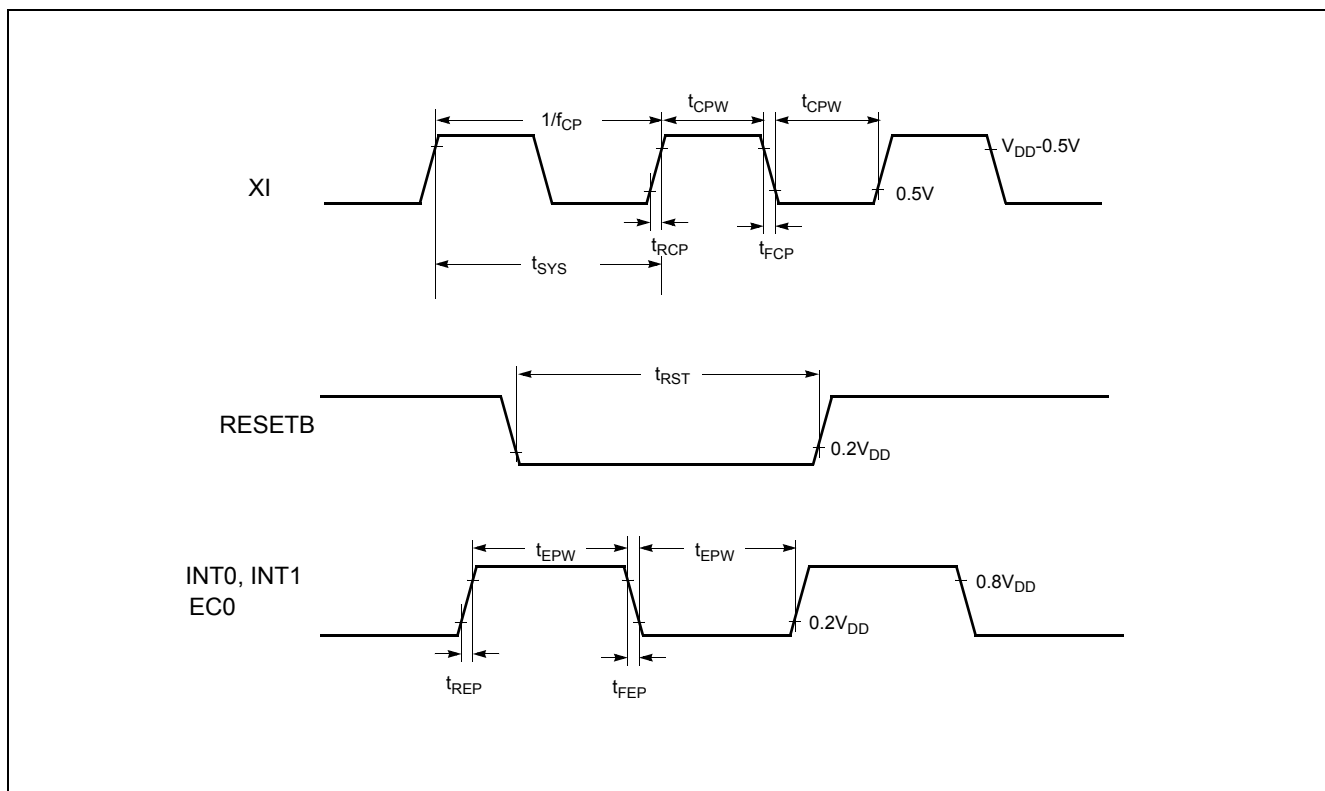 1/fCP
tCPW
tCPW
VDD-0.5V
XI
0.5V
tRCP
tFCP
tSYS
tRST
RESETB
0.2VDD
tEPW
tEPW
INT0, INT1
EC0
0.8VDD
0.2VDD
tREP
tFEP